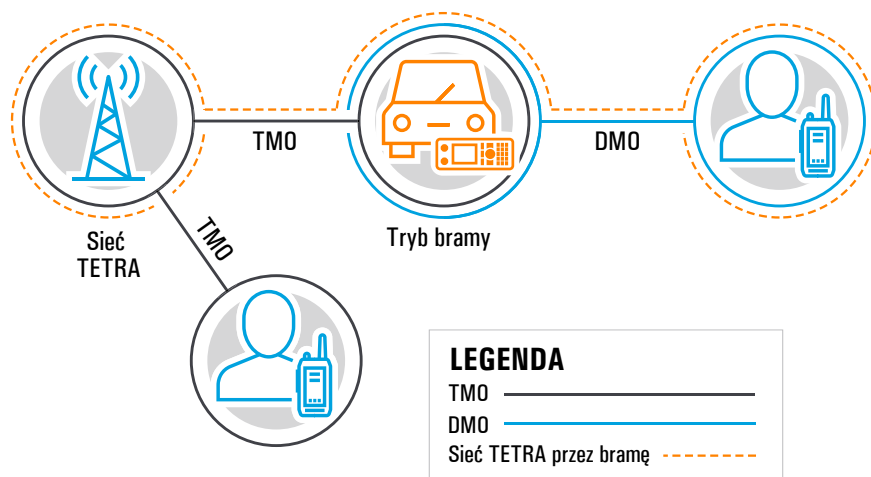 TMO
DMO
Sieć
TETRA
TMO
Tryb bramy
LEGENDA
TMO
DMO
Sieć TETRA przez bramę